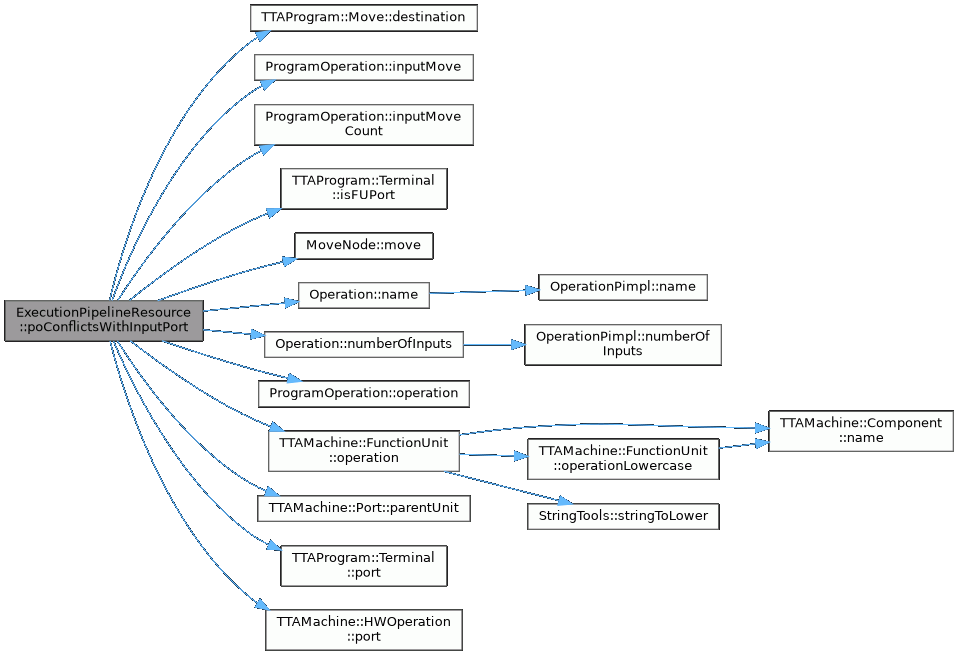 TTAProgram::Move::destination
ProgramOperation::inputMove
ProgramOperation::inputMove
Count
TTAProgram::Terminal
::isFUPort
MoveNode::move
ExecutionPipelineResource
::poConflictsWithInputPort
Operation::name
OperationPimpl::name
Operation::numberOfInputs
OperationPimpl::numberOf
Inputs
ProgramOperation::operation
TTAMachine::FunctionUnit
::operation
TTAMachine::FunctionUnit
::operationLowercase
TTAMachine::Component
::name
StringTools::stringToLower
TTAMachine::Port::parentUnit
TTAProgram::Terminal
::port
TTAMachine::HWOperation
::port